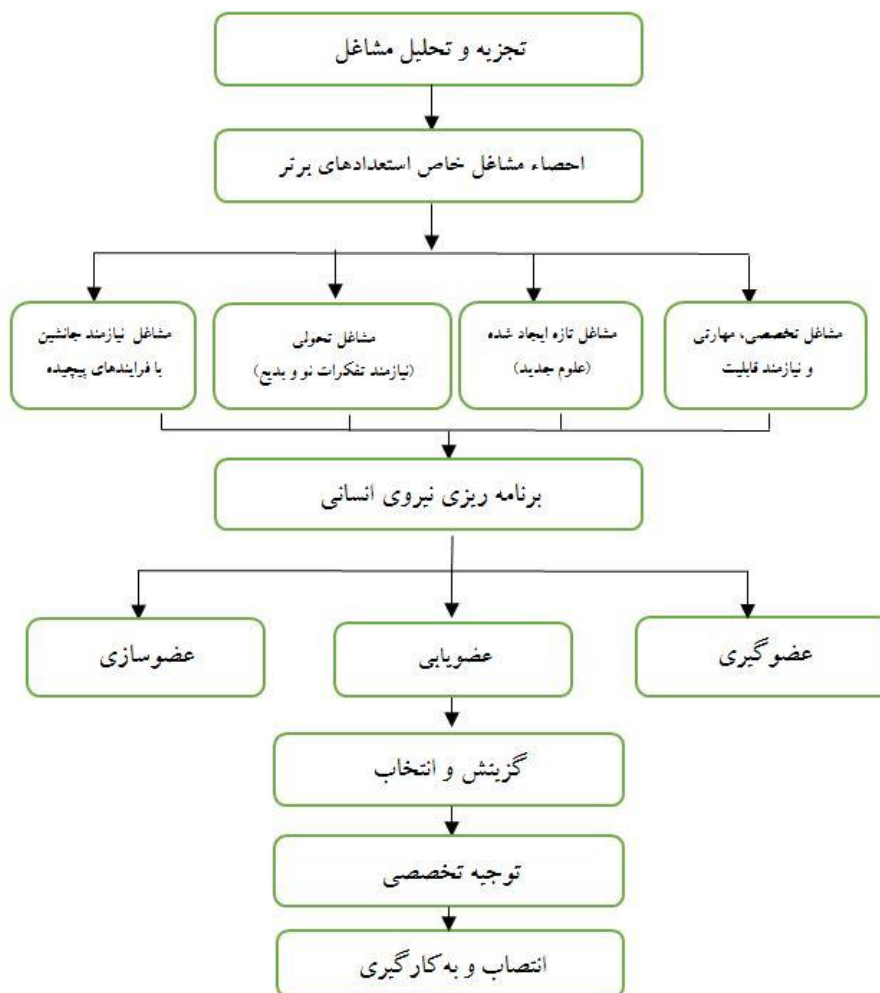 تجزیه و تحلیل مشاغل
احصاء مشاغل خاص استعدادهای برتر
مشاغل تخصصی، مهارتی
و نیازمند قابلیت
مشاغل تازه ایجاد شده
(علوم جدید)
مشاغل تحولی
(نیازمند تفکرات نو و بدیع)
مشاغل نیازمند جانشین
با فرایندهای پیچیده
برنامه ریزی نیروی انسانی
عضوگیری
عضویابی
عضوسازی
گزینش و انتخاب
توجیه تخصصی
انتصاب و به‌کارگیری